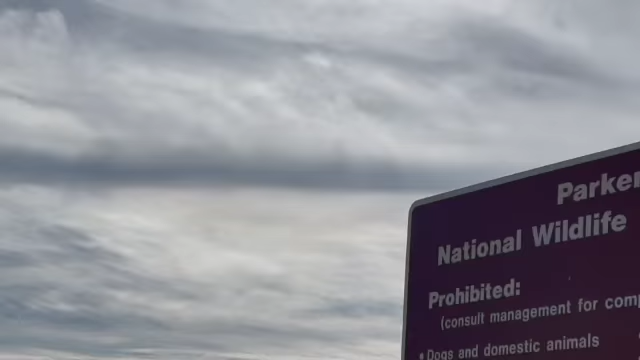 Parker
National Wildlife
Prohibited:
(consult management for comp
• Dogs and domestic animals